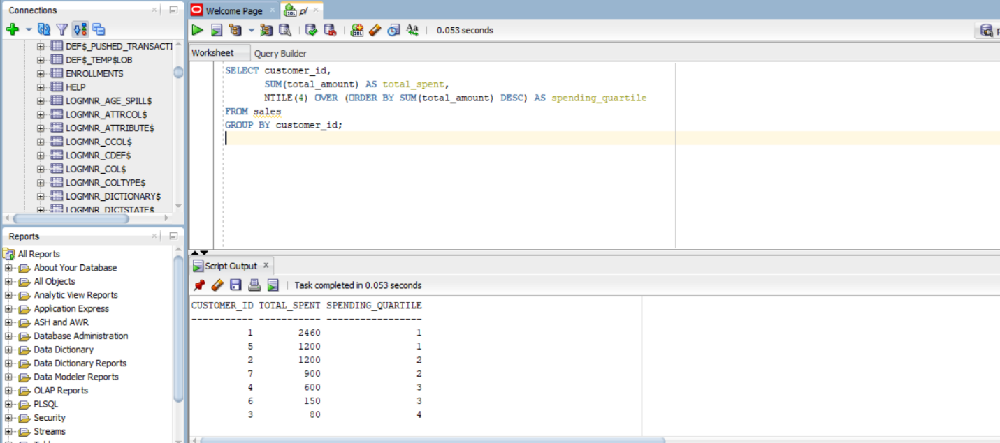 Connections
DEF$_PUSHED_TRANSACTI
DEF$_TEMP$LOB
ENROLLMENTS
HELP
LOGMNR_AGE_SPILL$
LOGMNR_ATTRCOL$
LOGMNR_ATTRIBUTE$
LOGMNR_CCOL$
LOGMNR_CDEF$
LOGMNR_COL$
LOGMNR_COLTYPE$
LOGMNR_DICTIONARY$
LOGMNR_DICTSTATE$
Reports
All Reports
About Your Database
All Objects
Analytic View Reports
Application Express
ASH and AWR
Database Administration
Data Dictionary
Data Dictionary Reports
Data Modeler Reports
OLAP Reports
PLSQL
Security
Streams
Welcome Page
pl
0.053 seconds
Worksheet Query Builder
SELECT customer_id,
SUM(total_amount) AS total_spent,
NTILE(4) OVER (ORDER BY SUM(total_amount) DESC) AS spending_quartile
FROM sales
GROUP BY customer_id;
Script Output
Task completed in 0.053 seconds
CUSTOMER_ID TOTAL_SPENT SPENDING_QUARTILE
----------- ----------- -----------------
1 2460 1
5 1200 1
2 1200 2
7 900 2
4 600 3
6 150 3
3 80 4